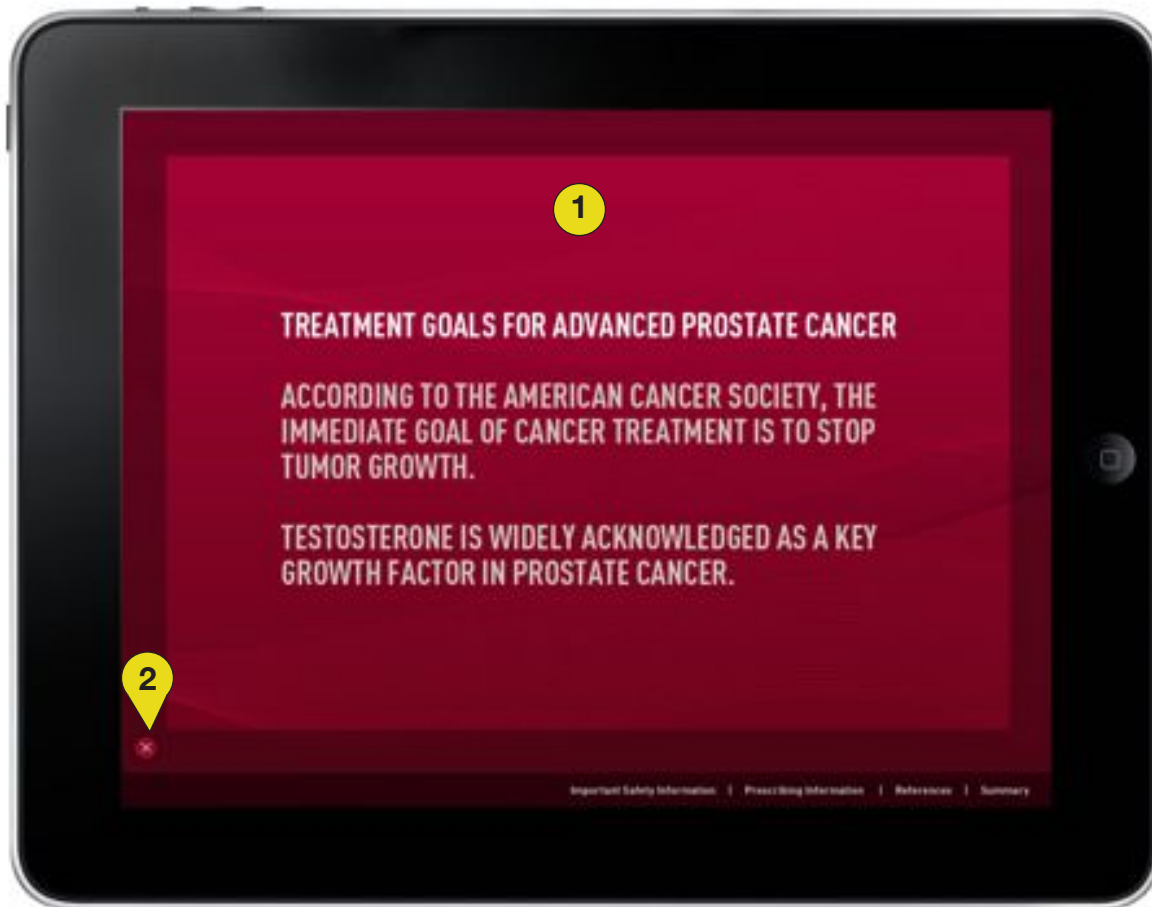 1
TREATMENT GOALS FOR ADVANCED PROSTATE CANCER
ACCORDING TO THE AMERICAN CANCER SOCIETY, THE
IMMEDIATE GOAL OF CANCER TREATMENT IS TO STOP
TUMOR GROWTH.
TESTOSTERONE IS WIDELY ACKNOWLEDGED AS A KEY
GROWTH FACTOR IN PROSTATE CANCER.
2
Important Safety Information | Prescribing Information | References | Summary